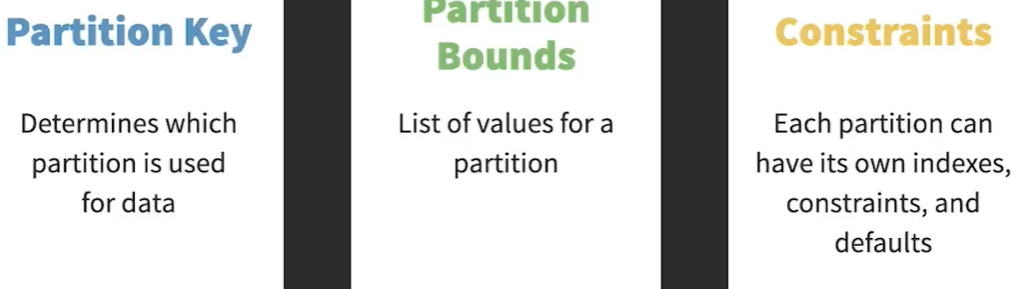 Partition Key
Determines which
partition is used
for data
Partition
Bounds
List of values for a
partition
Constraints
Each partition can
have its own indexes,
constraints, and
defaults